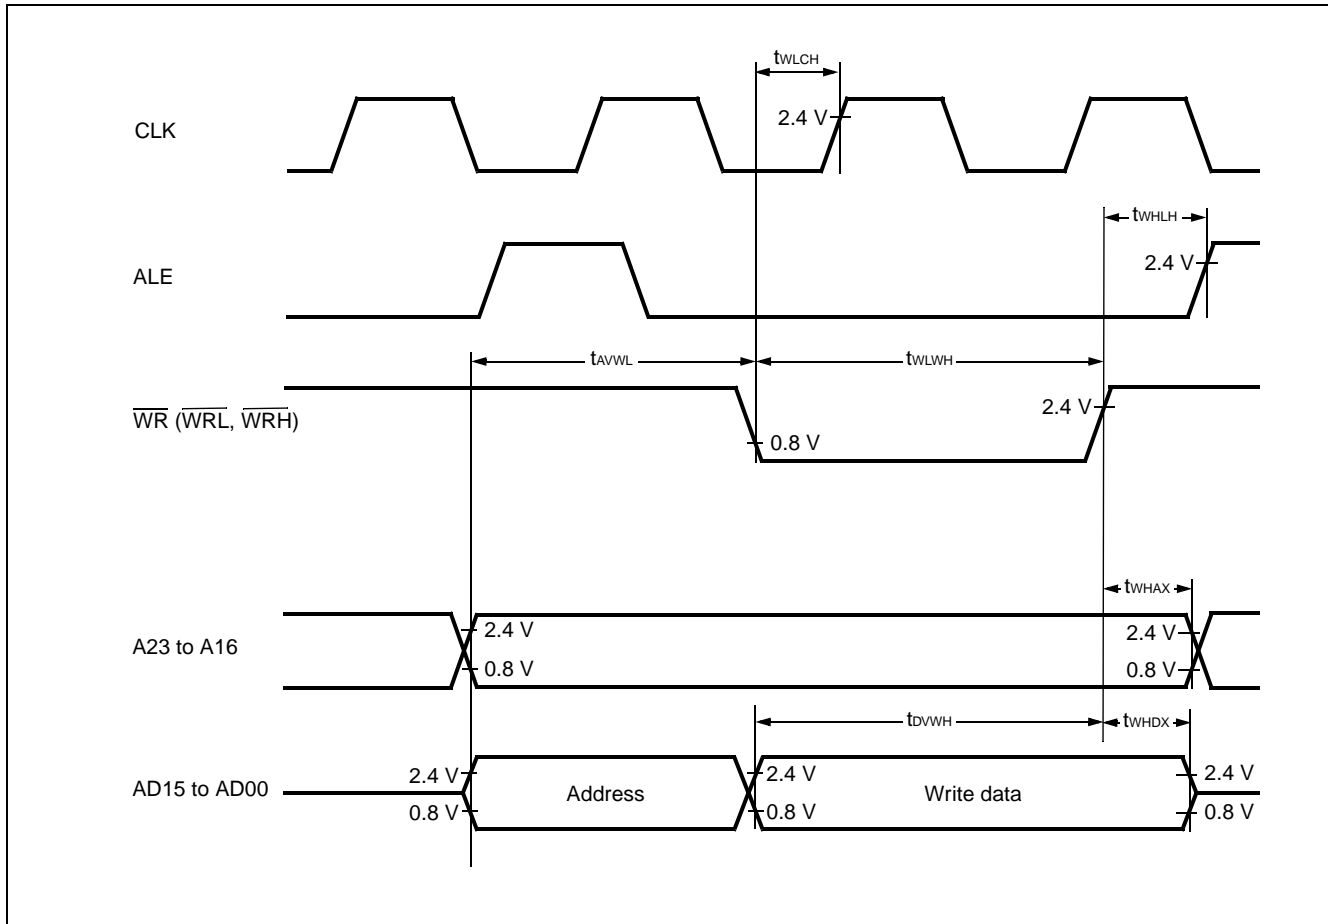 tWLCH
CLK
2.4 V
tWHLH
ALE
2.4 V
tAVWL
tWLWH
WR (WRL, WRH)
2.4 V
0.8 V
tWHAX
A23 to A16
2.4 V
0.8 V
2.4 V
0.8 V
tDVWH
tWHDX
AD15 to AD00
2.4 V
0.8 V
Address
2.4 V
0.8 V
Write data
2.4 V
0.8 V